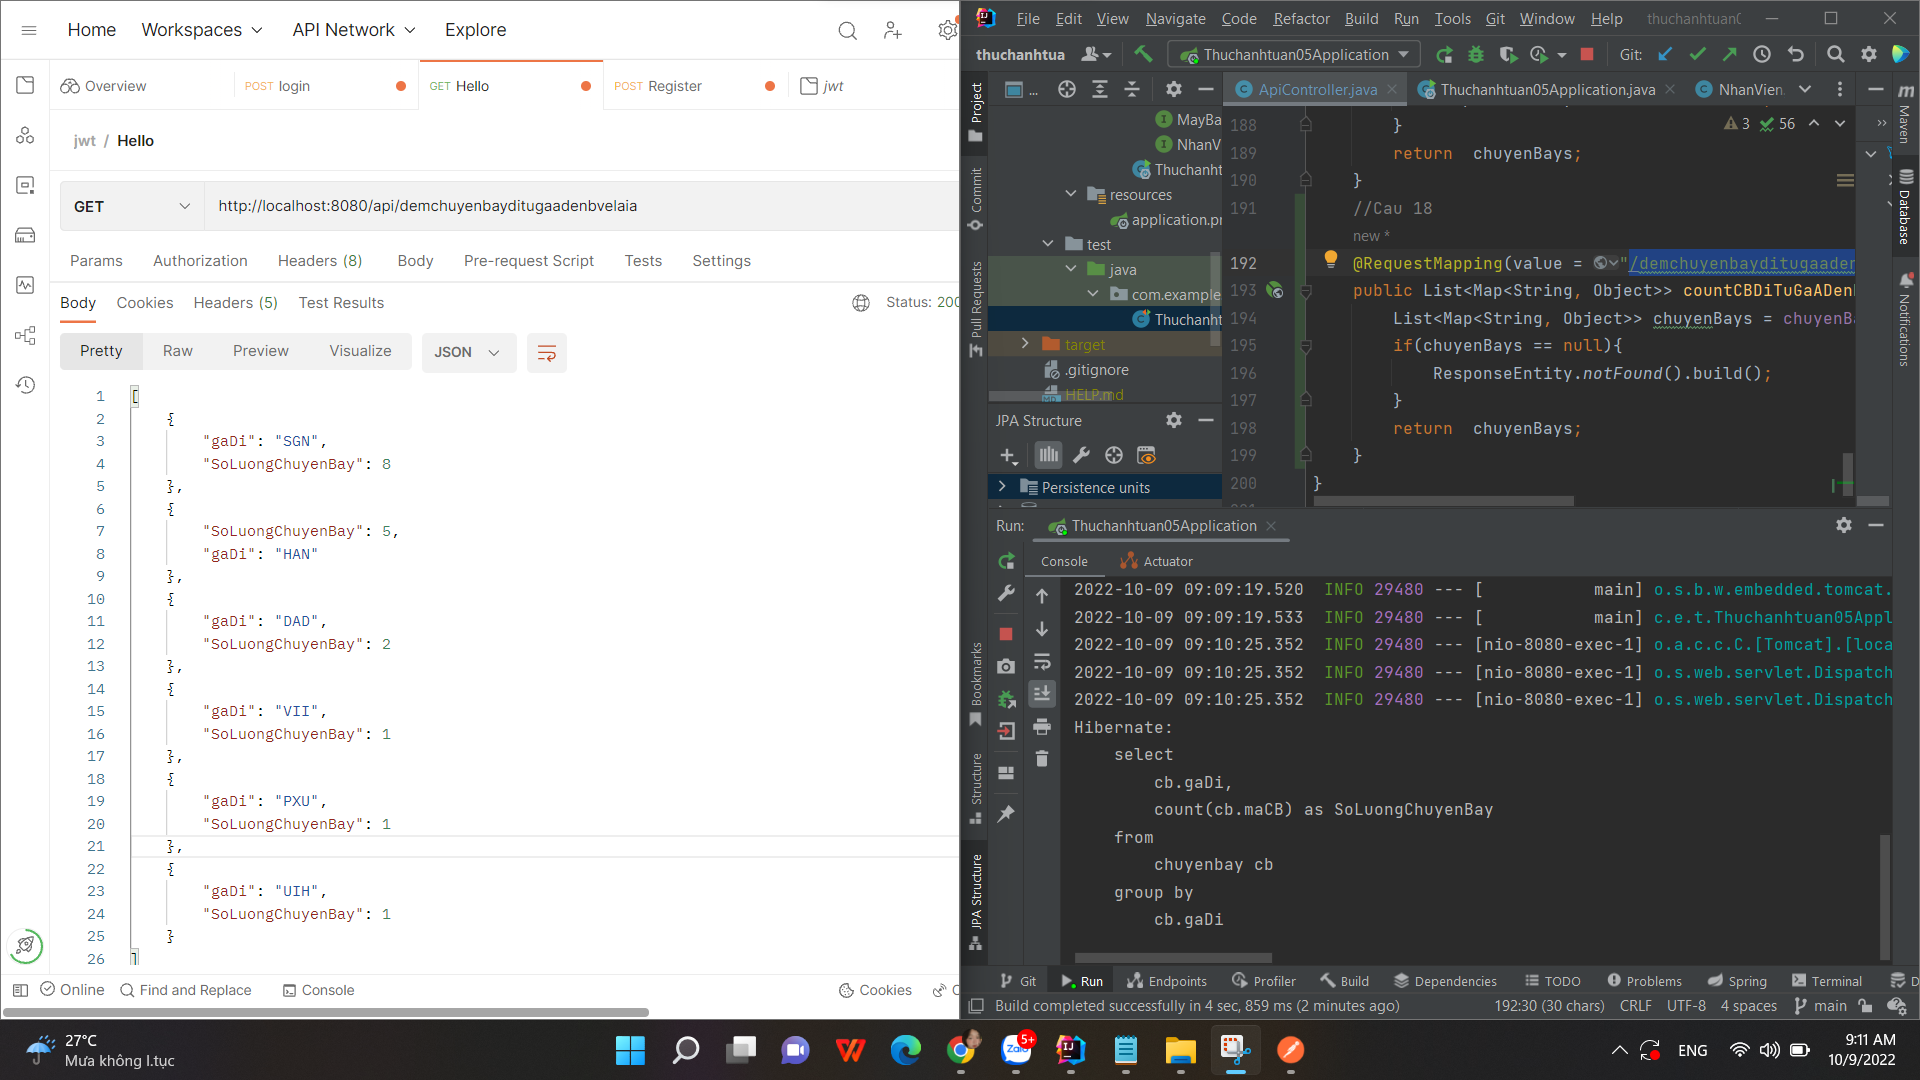 Home Workspaces API Network Explore
Overview POST login GET Hello POST Register jwt
jwt / Hello
GET http://localhost:8080/api/demchuyenbayditugaadenbvelaia
Params Authorization Headers (8) Body Pre-request Script Tests Settings
Body Cookies Headers (5) Test Results Status: 200
Pretty Raw Preview Visualize JSON
1 [
2 {
3 "gaDi": "SGN",
4 "SoLuongChuyenBay": 8
5 },
6 {
7 "SoLuongChuyenBay": 5,
8 "gaDi": "HAN"
9 },
10 {
11 "gaDi": "DAD",
12 "SoLuongChuyenBay": 2
13 },
14 {
15 "gaDi": "VII",
16 "SoLuongChuyenBay": 1
17 },
18 {
19 "gaDi": "PXU",
20 "SoLuongChuyenBay": 1
21 },
22 {
23 "gaDi": "UIH",
24 "SoLuongChuyenBay": 1
25 }
26 ]
Online Find and Replace Console Cookies
File Edit View Navigate Code Refactor Build Run Tools Git Window Help thuchanhtuan0
thuchanhtua Thuchanhtuan05Application Git:
Project
Commit
Pull Requests
Bookmarks
Structure
JPA Structure
... ApiController.java Thuchanhtuan05Application.java NhanVien.
MayBa
NhanV
Thuchanht
resources
application.pr
test
java
com.example
Thuchanht
target
.gitignore
HELP.md
JPA Structure
Persistence units
3 56
188 }
189 return chuyenBays;
190 }
191 //Cau 18
new *
192 @RequestMapping(value = "/demchuyenbayditugaaden
193 public List<Map<String, Object>> countCBDiTuGaADen
194 List<Map<String, Object>> chuyenBays = chuyenB
195 if(chuyenBays == null){
196 ResponseEntity.notFound().build();
197 }
198 return chuyenBays;
199 }
200 }
Maven
Database
Notifications
Run: Thuchanhtuan05Application
Console Actuator
2022-10-09 09:09:19.520 INFO 29480 --- [ main] o.s.b.w.embedded.tomcat.
2022-10-09 09:09:19.533 INFO 29480 --- [ main] c.e.t.Thuchanhtuan05Appl
2022-10-09 09:10:25.352 INFO 29480 --- [nio-8080-exec-1] o.a.c.c.C.[Tomcat].[loca
2022-10-09 09:10:25.352 INFO 29480 --- [nio-8080-exec-1] o.s.web.servlet.Dispatch
2022-10-09 09:10:25.352 INFO 29480 --- [nio-8080-exec-1] o.s.web.servlet.Dispatch
Hibernate:
select
cb.gaDi,
count(cb.maCB) as SoLuongChuyenBay
from
chuyenbay cb
group by
cb.gaDi
Git Run Endpoints Profiler Build Dependencies TODO Problems Spring Terminal D
Build completed successfully in 4 sec, 859 ms (2 minutes ago) 192:30 (30 chars) CRLF UTF-8 4 spaces main
27°C
Mưa không l.tục
Zalo 5+
ENG
9:11 AM
10/9/2022